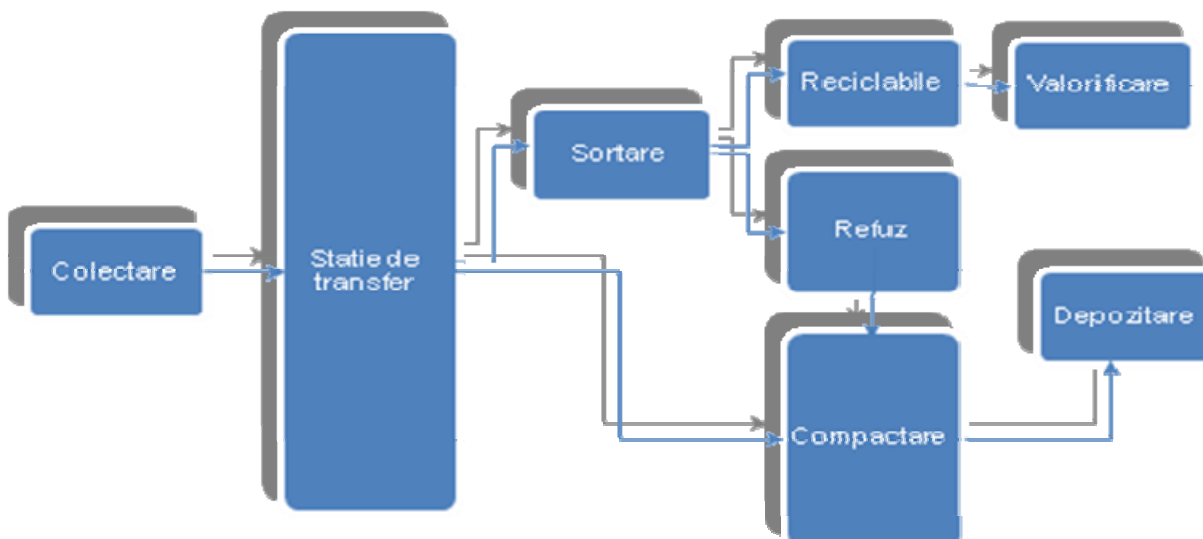 Colectare
Statie de
transfer
Sortare
Reciclabile
Valorificare
Refuz
Compactare
Depozitare